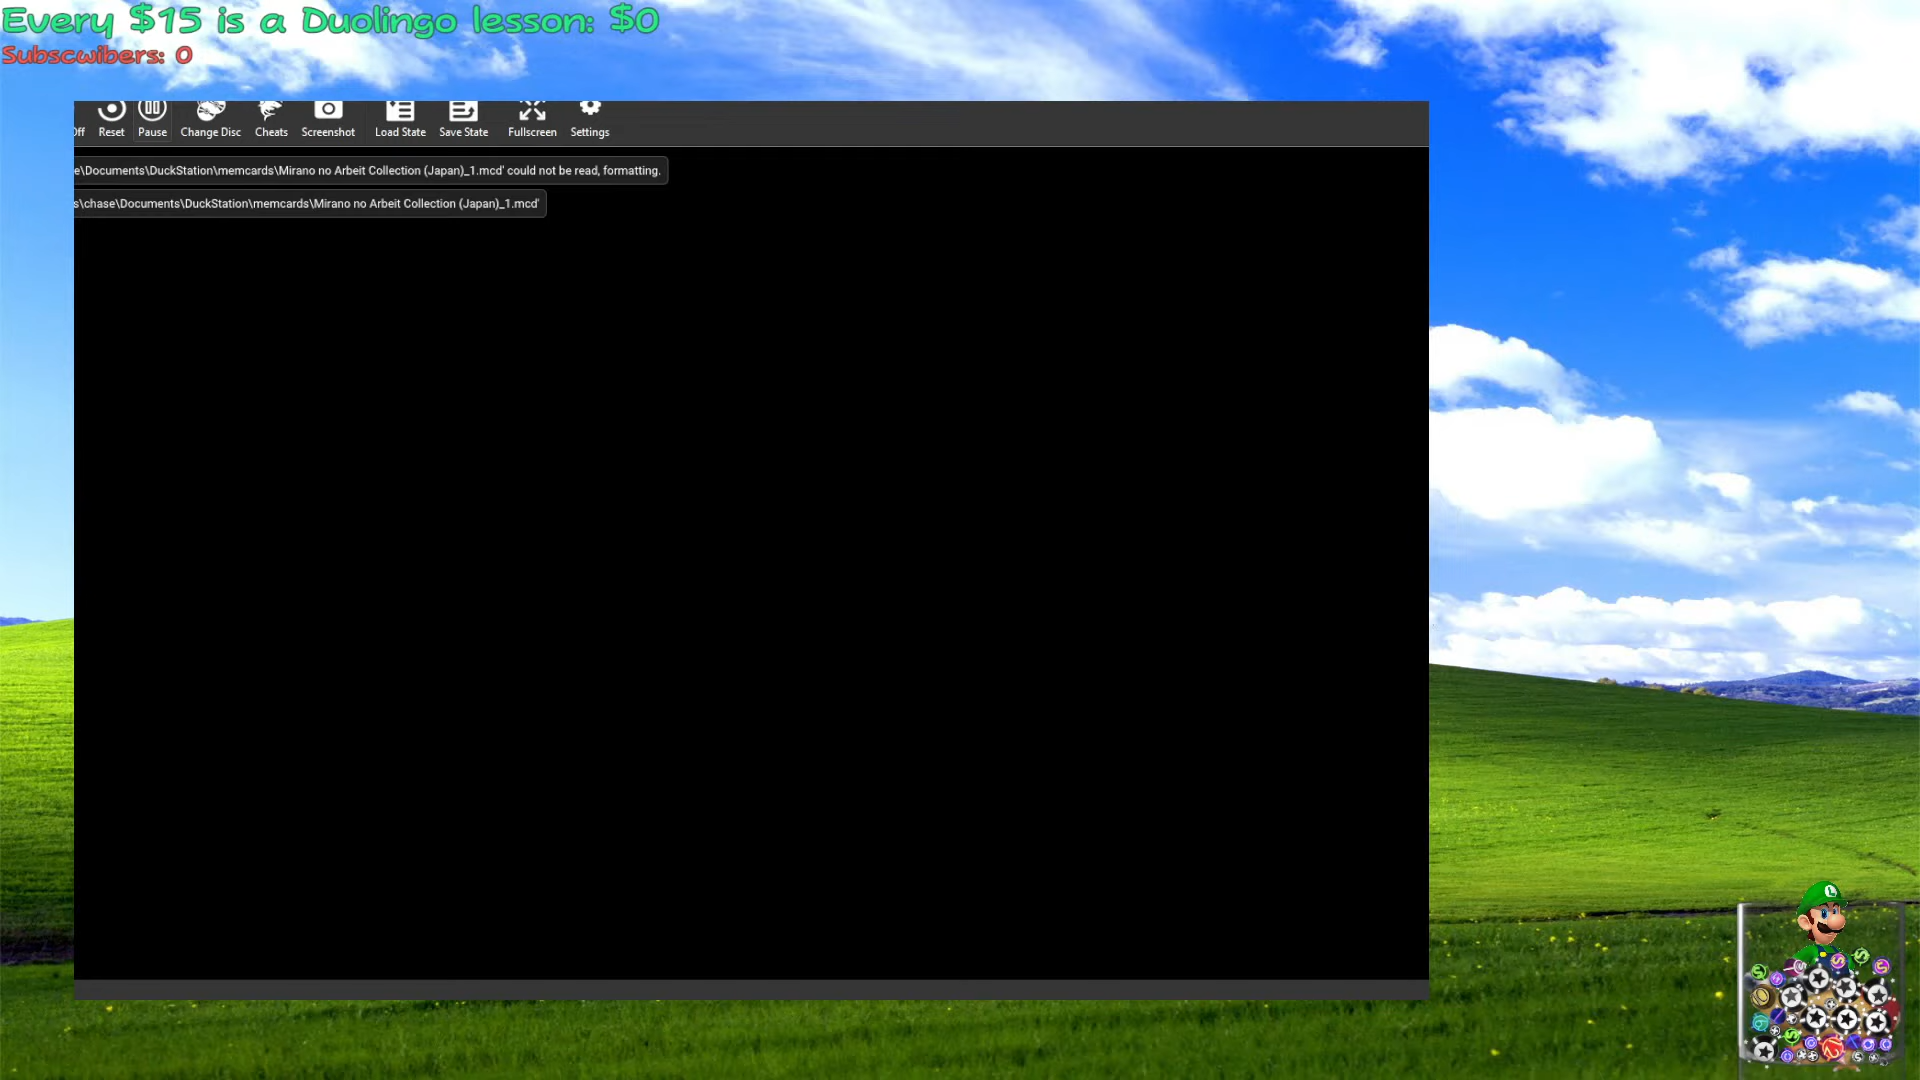 Every $15 is a Duolingo lesson: $0
Subscwibers: 0
Off Reset Pause Change Disc Cheats Screenshot Load State Save State Fullscreen Settings
e\Documents\DuckStation\memcards\Mirano no Arbeit Collection (Japan)_1.mcd' could not be read, formatting.
s\chase\Documents\DuckStation\memcards\Mirano no Arbeit Collection (Japan)_1.mcd'
L